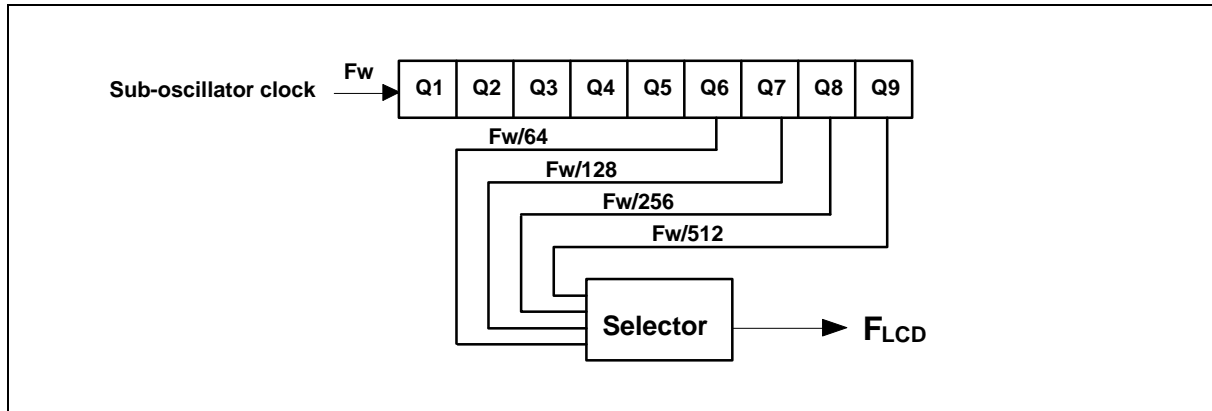 Fw
Sub-oscillator clock
Q1 Q2 Q3 Q4 Q5 Q6 Q7 Q8 Q9
Fw/64
Fw/128
Fw/256
Fw/512
Selector
FLCD